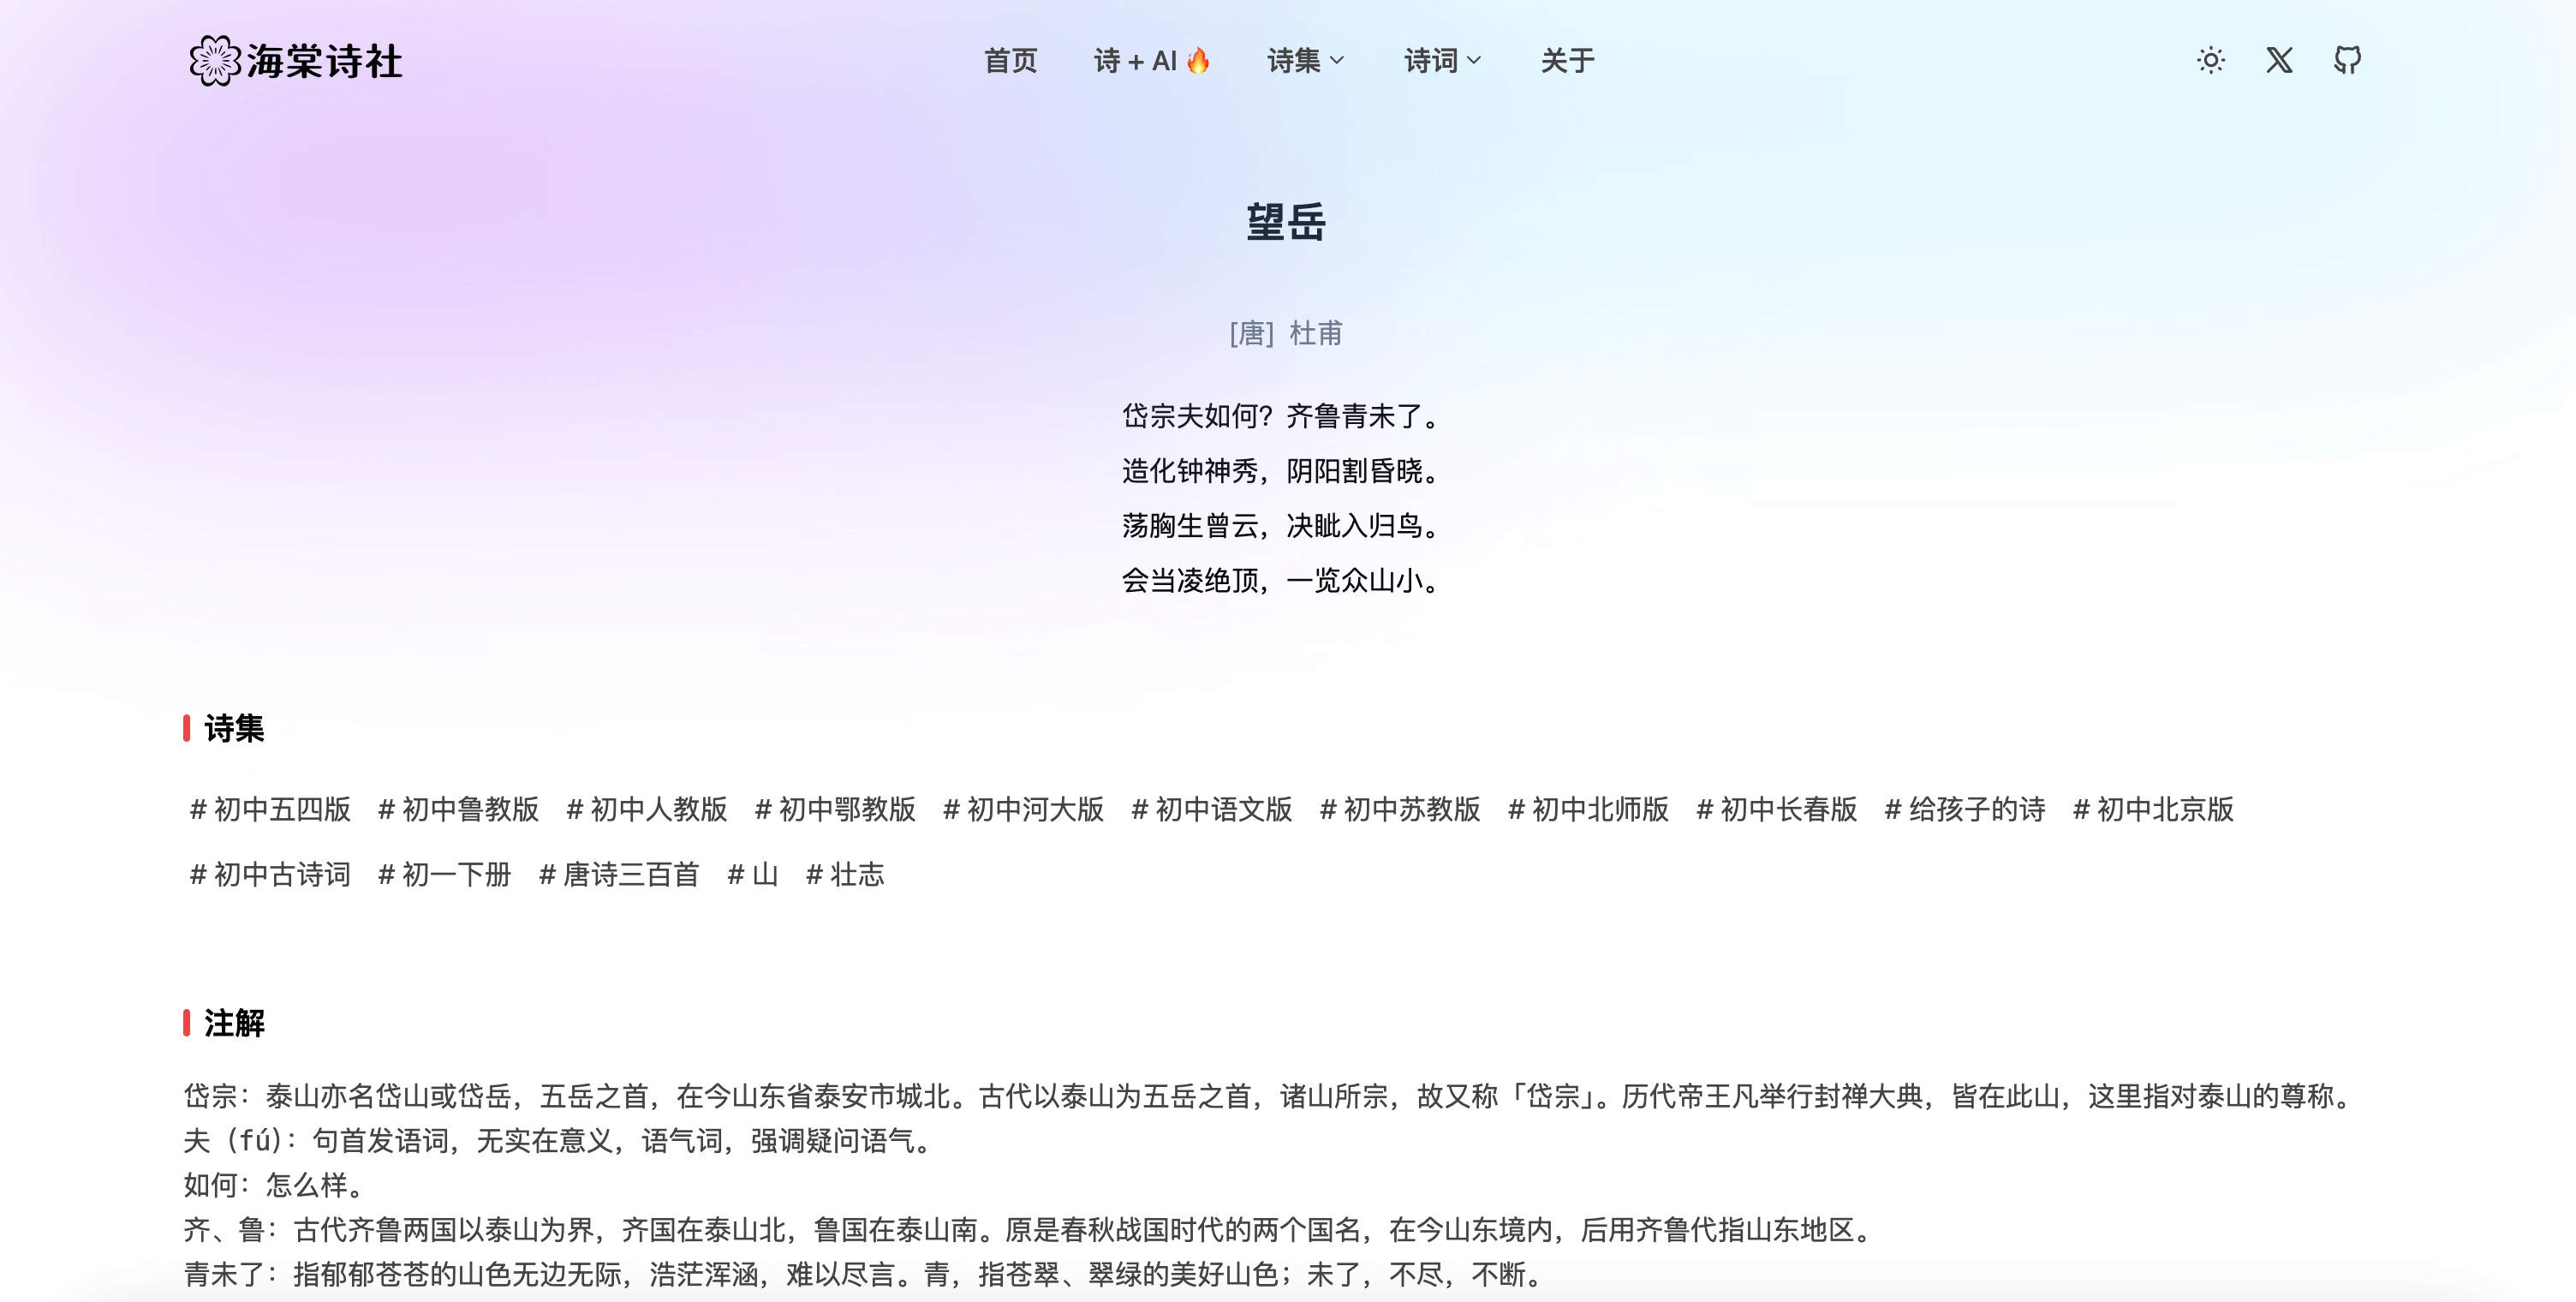 海棠诗社
首页 诗 + AI 🔥 诗集 诗词 关于
望岳
[唐] 杜甫
岱宗夫如何？齐鲁青未了。
造化钟神秀，阴阳割昏晓。
荡胸生曾云，决眦入归鸟。
会当凌绝顶，一览众山小。
诗集
# 初中五四版 # 初中鲁教版 # 初中人教版 # 初中鄂教版 # 初中河大版 # 初中语文版 # 初中苏教版 # 初中北师版 # 初中长春版 # 给孩子的诗 # 初中北京版
# 初中古诗词 # 初一下册 # 唐诗三百首 # 山 # 壮志
注解
岱宗：泰山亦名岱山或岱岳，五岳之首，在今山东省泰安市城北。古代以泰山为五岳之首，诸山所宗，故又称「岱宗」。历代帝王凡举行封禅大典，皆在此山，这里指对泰山的尊称。
夫（fú）：句首发语词，无实在意义，语气词，强调疑问语气。
如何：怎么样。
齐、鲁：古代齐鲁两国以泰山为界，齐国在泰山北，鲁国在泰山南。原是春秋战国时代的两个国名，在今山东境内，后用齐鲁代指山东地区。
青未了：指郁郁苍苍的山色无边无际，浩茫浑涵，难以尽言。青，指苍翠、翠绿的美好山色；未了，不尽，不断。